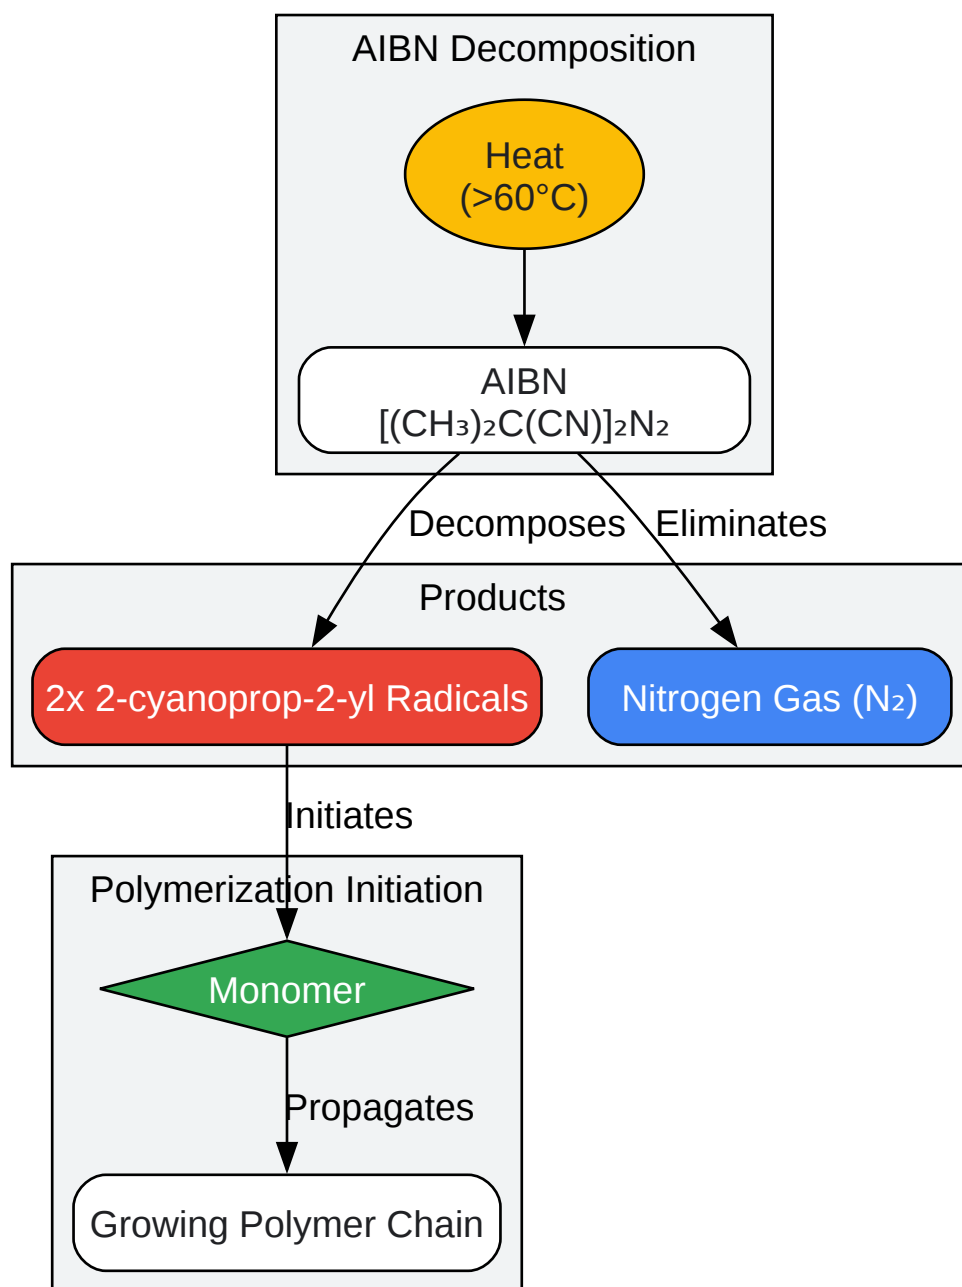 AIBN Decomposition
Heat
(>60°C)
AIBN
[(CH₃)₂C(CN)]₂N₂
Decomposes
Eliminates
Products
2x 2-cyanoprop-2-yl Radicals
Nitrogen Gas (N₂)
Initiates
Polymerization Initiation
Monomer
Propagates
Growing Polymer Chain